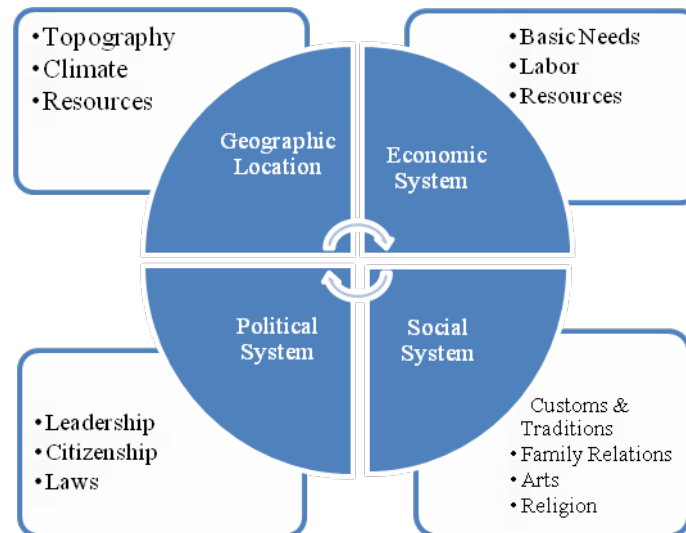 •Topography
•Climate
•Resources
•Basic Needs
•Labor
•Resources
Geographic
Location
Economic
System
Political
System
Social
System
•Leadership
•Citizenship
•Laws
Customs &
Traditions
•Family Relations
•Arts
•Religion